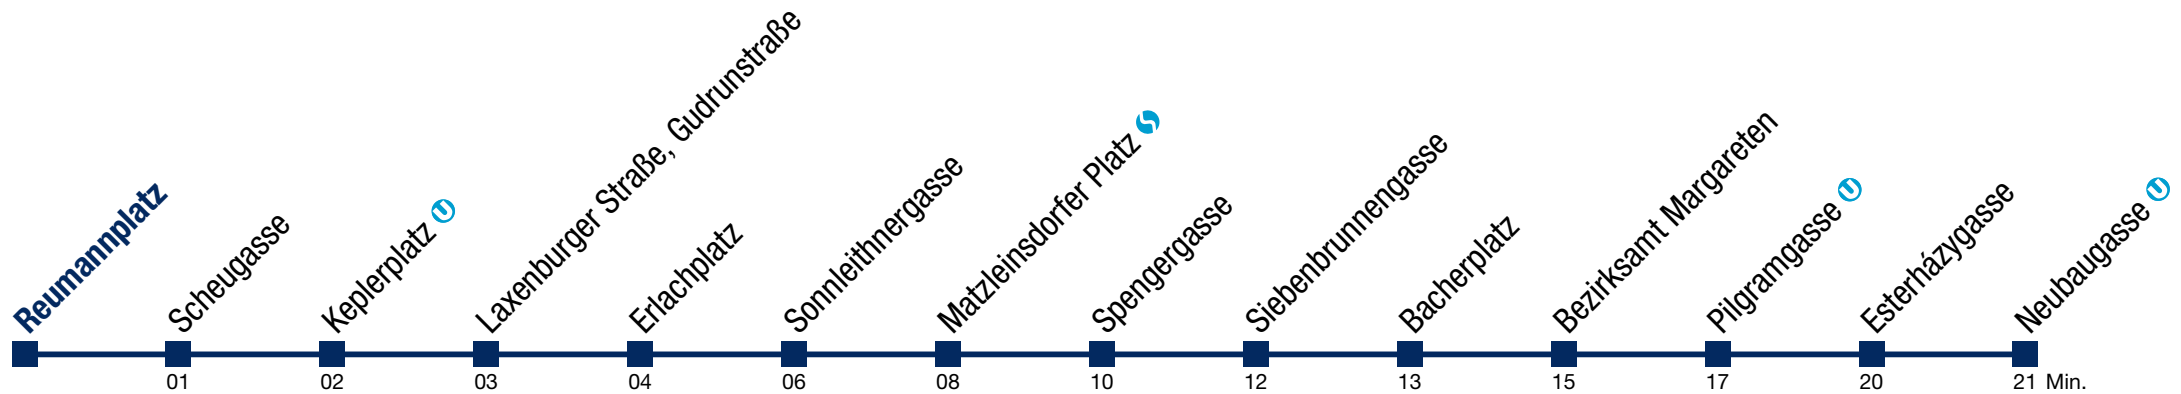 Reumannplatz
Scheugasse
Keplerplatz U
Laxenburger Straße, Gudrunstraße
Erlachplatz
Sonnleithnergasse
Matzleinsdorfer Platz S
Spengergasse
Siebenbrunnengasse
Bacherplatz
Bezirksamt Margareten
Pilgramgasse U
Esterházygasse
Neubaugasse U
01 02 03 04 06 08 10 12 13 15 17 20 21 Min.